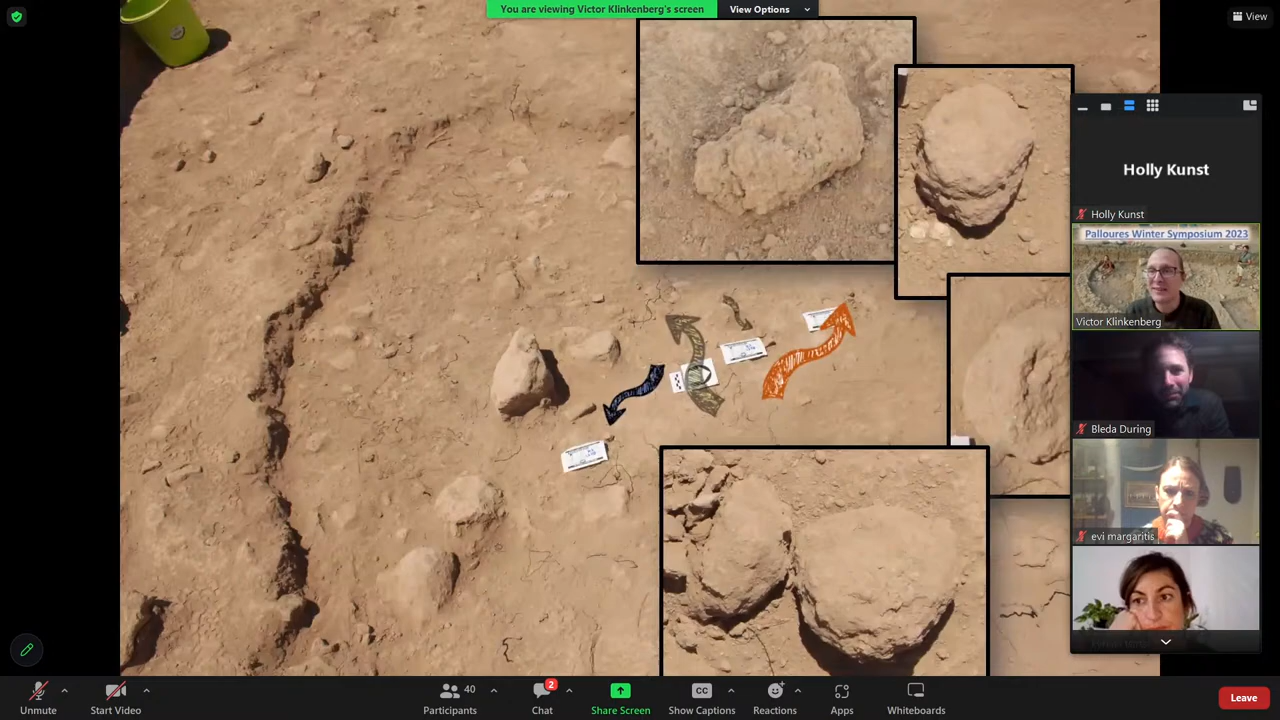 You are viewing Victor Klinkenberg's screen
View Options
View
Holly Kunst
Holly Kunst
Palloures Winter Symposium 2023
Victor Klinkenberg
Bleda During
evi margaritis
Unmute
Start Video
Participants
40
Chat
2
Share Screen
CC
Show Captions
Reactions
Apps
Whiteboards
Leave